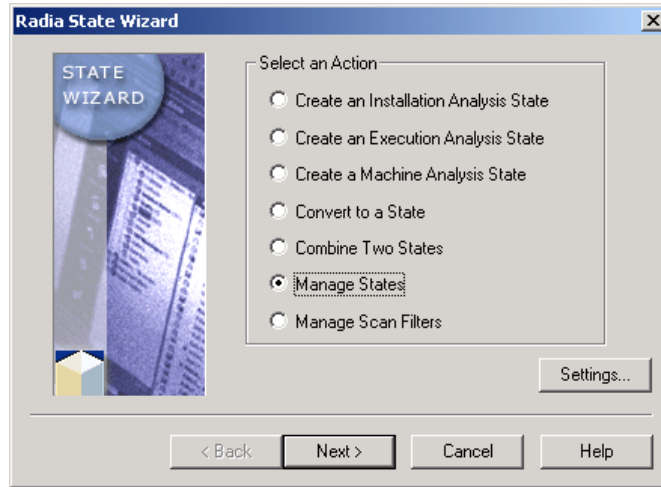 Radia State Wizard
STATE
WIZARD
Select an Action
Create an Installation Analysis State
Create an Execution Analysis State
Create a Machine Analysis State
Convert to a State
Combine Two States
Manage States
Manage Scan Filters
Settings...
< Back
Next >
Cancel
Help